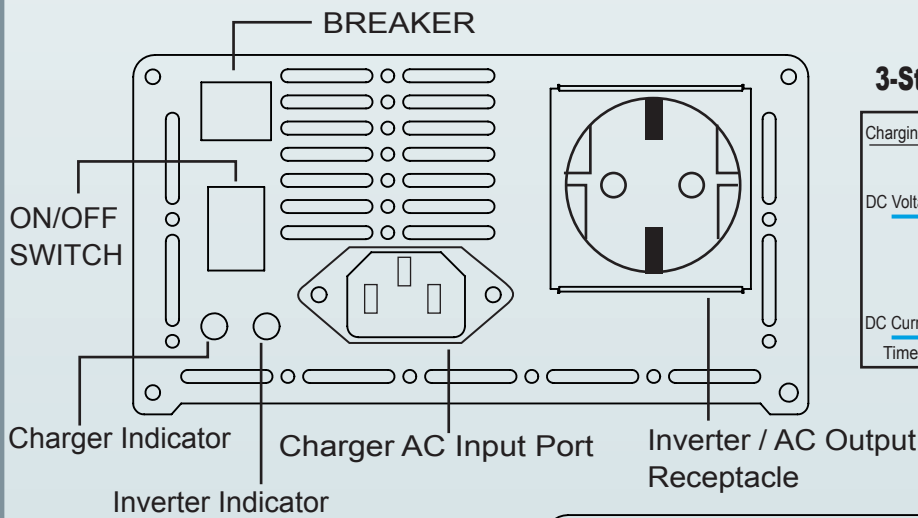 BREAKER
ON/OFF
SWITCH
Charger Indicator
Inverter Indicator
Charger AC Input Port
Inverter / AC Output
Receptacle
3-St
Chargin
DC Volt
DC Curr
Time